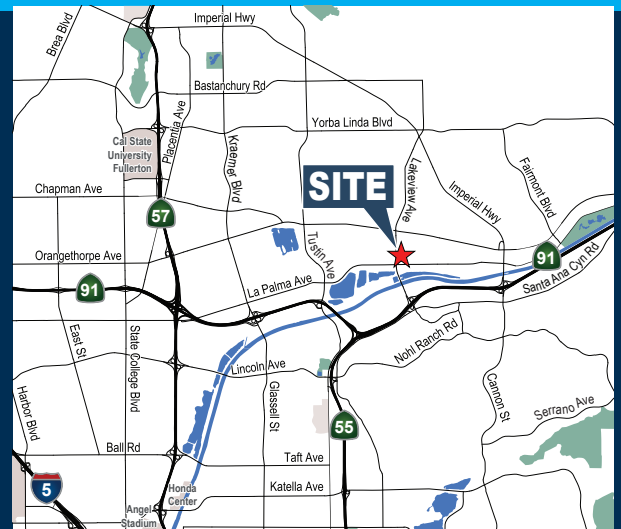 Imperial Hwy
Brea Blvd
Bastanchury Rd
Placentia Ave
Yorba Linda Blvd
Cal State
University
Fullerton
Kraemer Blvd
Lakeview Ave
Fairmont Blvd
SITE
Imperial Hwy
Chapman Ave
57
Tustin Ave
Orangethorpe Ave
91
Santa Ana Cyn Rd
La Palma Ave
91
East St
State College Blvd
Nohl Ranch Rd
Lincoln Ave
Harbor Blvd
Glassell St
Cannon St
Serrano Ave
55
Ball Rd
Taft Ave
5
Honda
Center
Katella Ave
Angel
Stadium